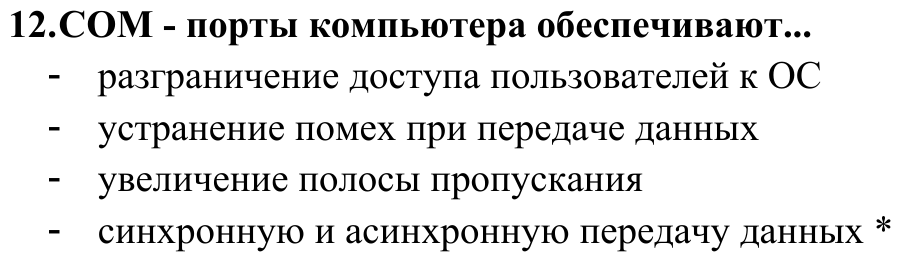 12.COM - порты компьютера обеспечивают...
- разграничение доступа пользователей к ОС
- устранение помех при передаче данных
- увеличение полосы пропускания
- синхронную и асинхронную передачу данных *